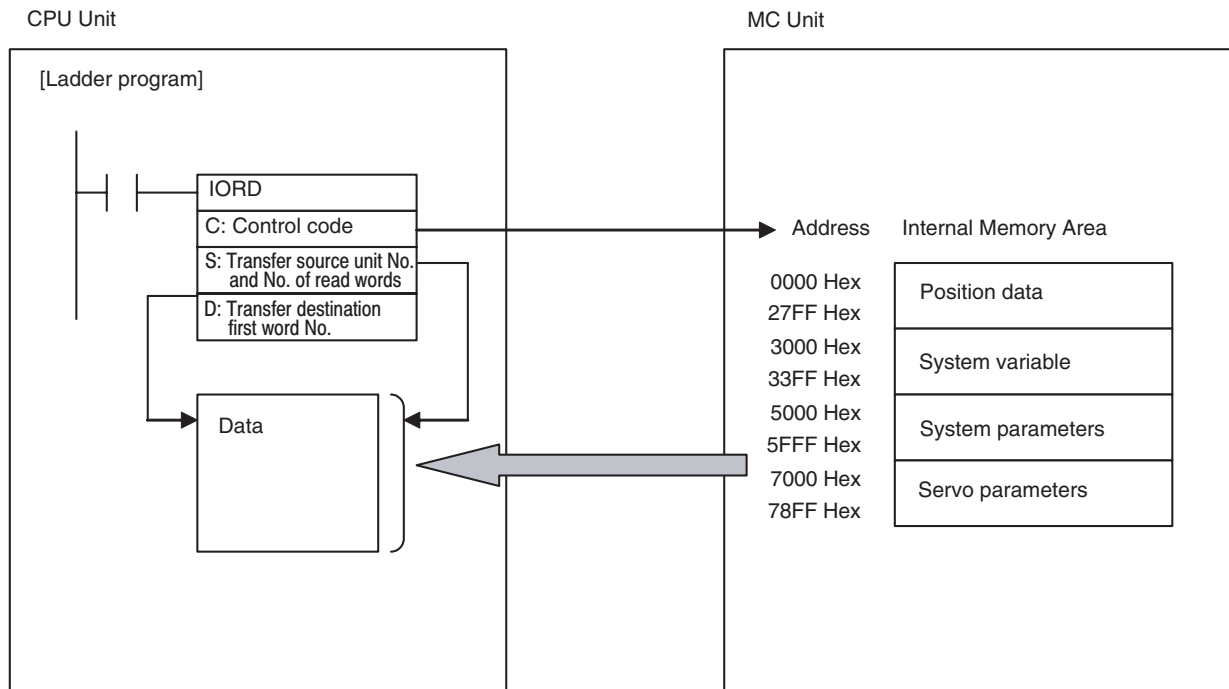 CPU Unit
MC Unit
[Ladder program]
IORD
C: Control code
S: Transfer source unit No.
and No. of read words
D: Transfer destination
first word No.
Data
Address Internal Memory Area
0000 Hex
27FF Hex
Position data
3000 Hex
33FF Hex
System variable
5000 Hex
5FFF Hex
System parameters
7000 Hex
78FF Hex
Servo parameters